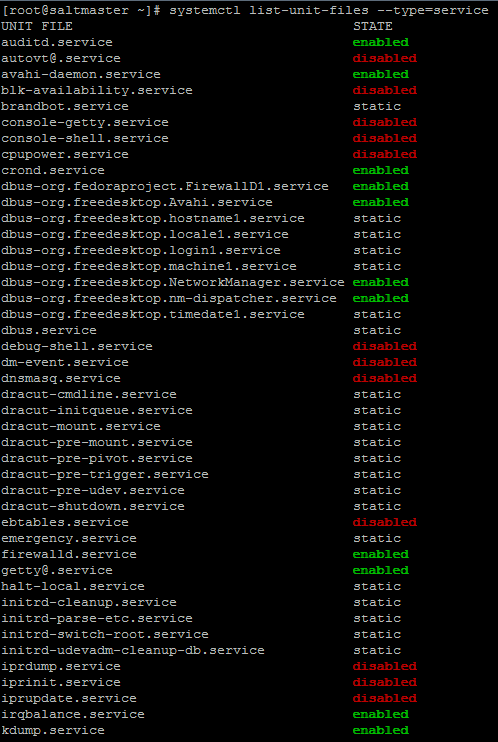 [root@saltmaster ~]# systemctl list-unit-files --type=service
UNIT FILE STATE
auditd.service enabled
autovt@.service disabled
avahi-daemon.service enabled
blk-availability.service disabled
brandbot.service static
console-getty.service disabled
console-shell.service disabled
cpupower.service disabled
crond.service enabled
dbus-org.fedoraproject.FirewallD1.service enabled
dbus-org.freedesktop.Avahi.service enabled
dbus-org.freedesktop.hostname1.service static
dbus-org.freedesktop.locale1.service static
dbus-org.freedesktop.login1.service static
dbus-org.freedesktop.machine1.service static
dbus-org.freedesktop.NetworkManager.service enabled
dbus-org.freedesktop.nm-dispatcher.service enabled
dbus-org.freedesktop.timedate1.service static
dbus.service static
debug-shell.service disabled
dm-event.service disabled
dnsmasq.service disabled
dracut-cmdline.service static
dracut-initqueue.service static
dracut-mount.service static
dracut-pre-mount.service static
dracut-pre-pivot.service static
dracut-pre-trigger.service static
dracut-pre-udev.service static
dracut-shutdown.service static
ebtables.service disabled
emergency.service static
firewalld.service enabled
getty@.service enabled
halt-local.service static
initrd-cleanup.service static
initrd-parse-etc.service static
initrd-switch-root.service static
initrd-udevadm-cleanup-db.service static
iprdump.service disabled
iprinit.service disabled
iprupdate.service disabled
irqbalance.service enabled
kdump.service enabled